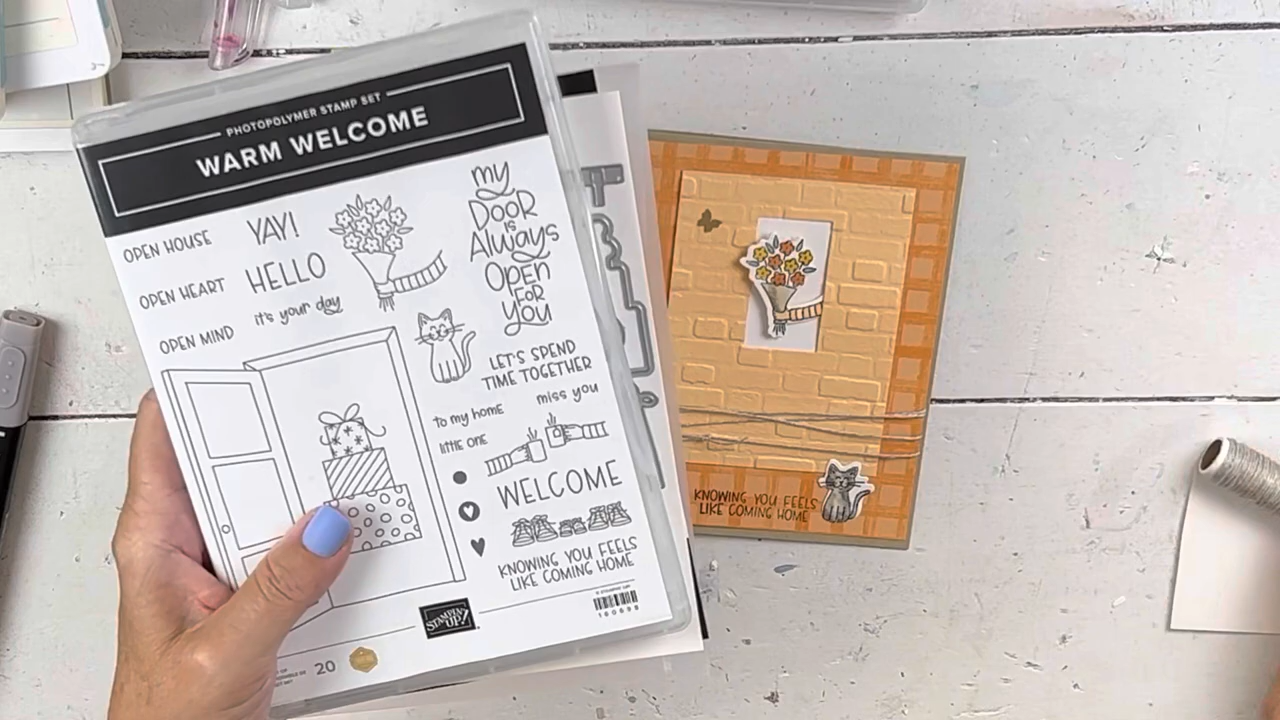 PHOTOPOLYMER STAMP SET
WARM WELCOME
OPEN HOUSE
YAY!
my
DOOR
IS
Always
Open
FOR
you
OPEN HEART
HELLO
it's your day
OPEN MIND
LET'S SPEND
TIME TOGETHER
to my home
miss you
little one
WELCOME
KNOWING YOU FEELS
LIKE COMING HOME
STAMPIN' UP!
160698
20
KNOWING YOU FEELS
LIKE COMING HOME